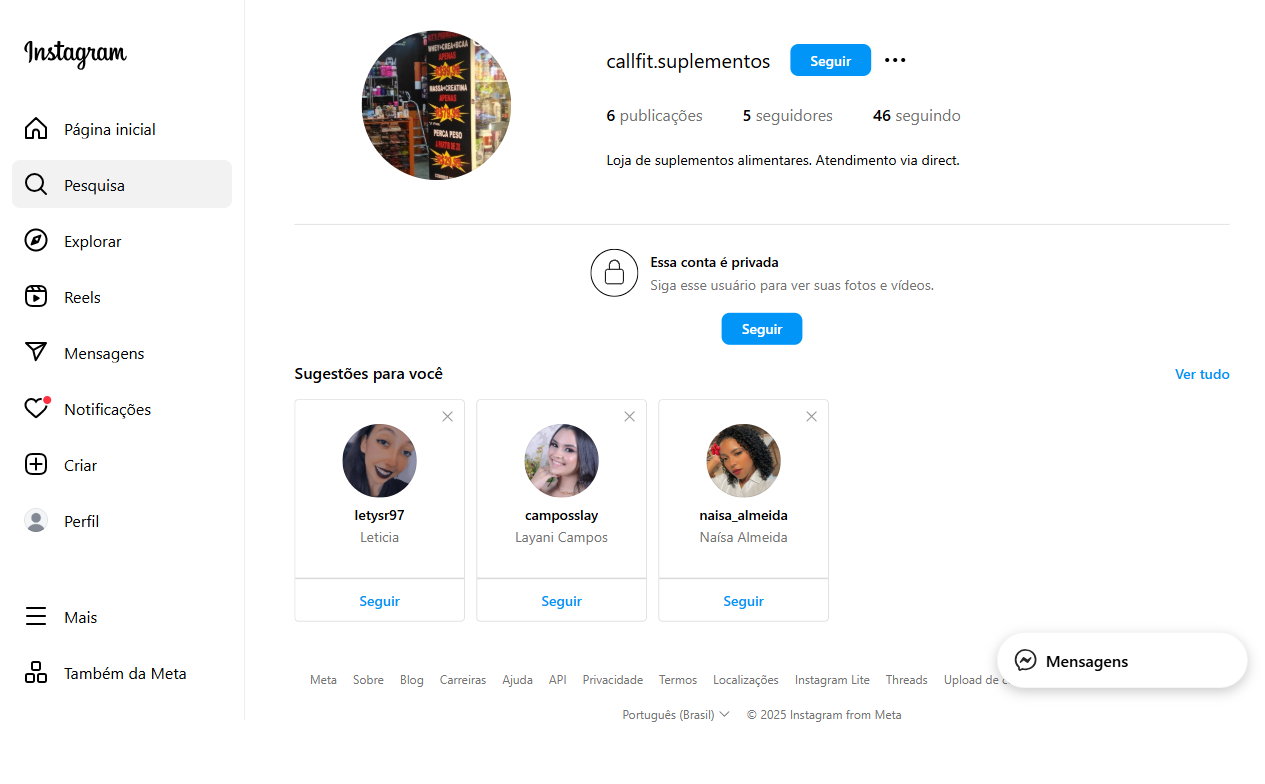 Instagram
Página inicial
Pesquisa
Explorar
Reels
Mensagens
Notificações
Criar
Perfil
Mais
Também da Meta
WHEY+CREA+BCAA
APENAS
MASSA+CREATINA
APENAS
PERCA PESO
callfit.suplementos
Seguir
6 publicações
5 seguidores
46 seguindo
Loja de suplementos alimentares. Atendimento via direct.
Essa conta é privada
Siga esse usuário para ver suas fotos e vídeos.
Seguir
Sugestões para você
Ver tudo
letysr97
Leticia
Seguir
camposslay
Layani Campos
Seguir
naisa_almeida
Naísa Almeida
Seguir
Mensagens
Meta Sobre Blog Carreiras Ajuda API Privacidade Termos Localizações Instagram Lite Threads Upload de
Português (Brasil)
© 2025 Instagram from Meta